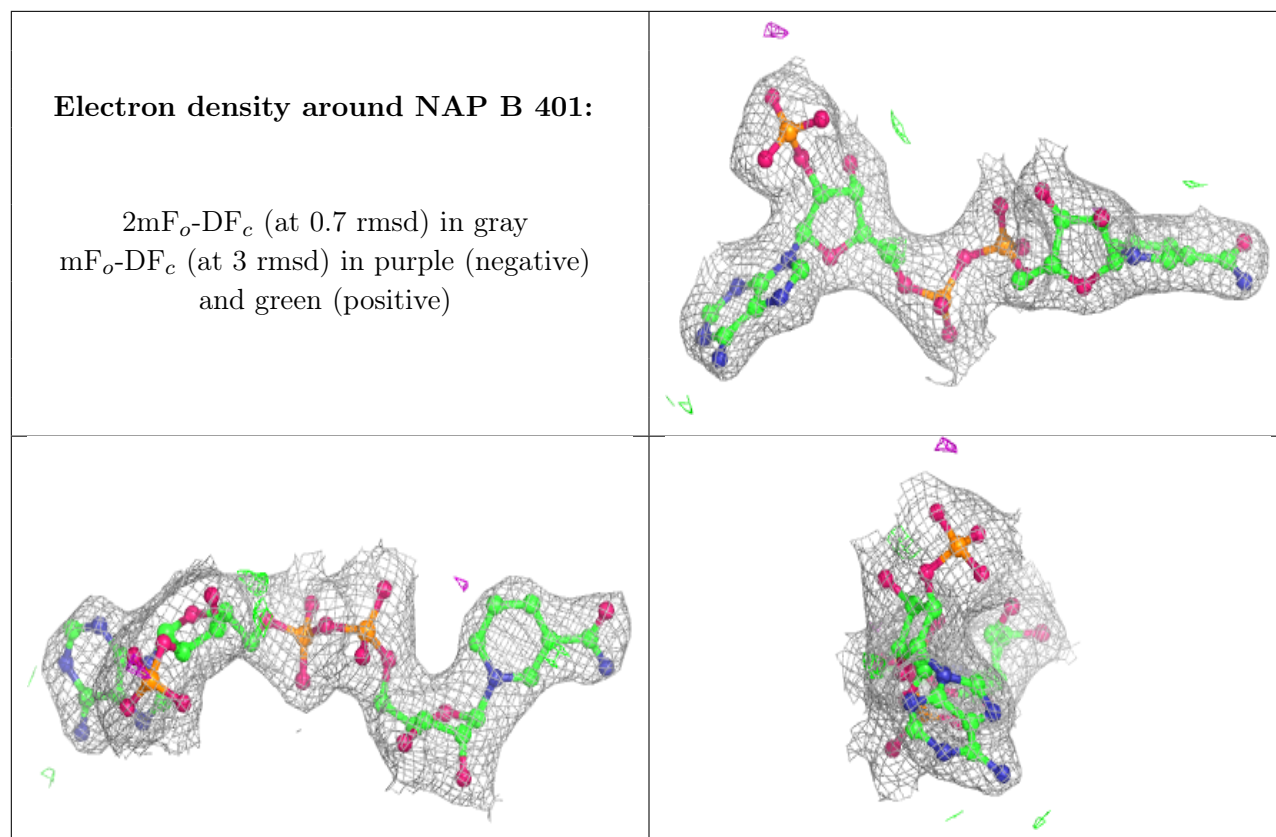 Electron density around NAP B 401:
2mFo-DFc (at 0.7 rmsd) in gray
mFo-DFc (at 3 rmsd) in purple (negative)
and green (positive)